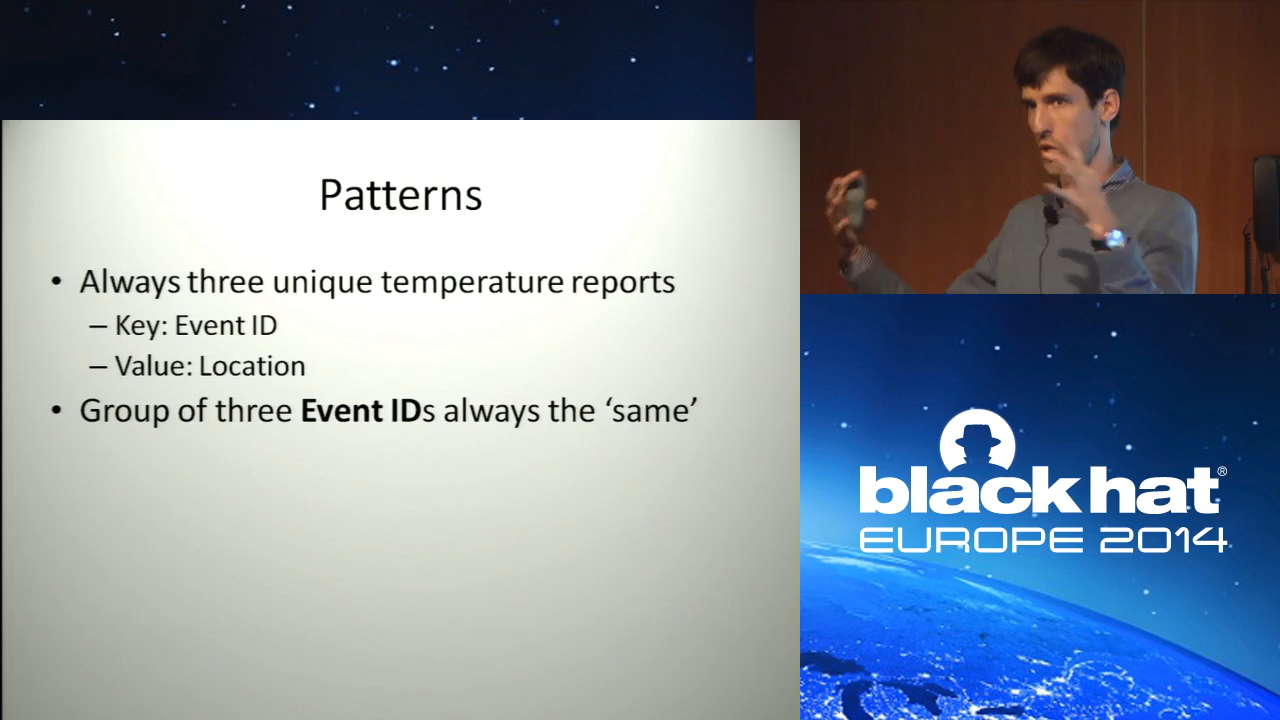 Patterns
• Always three unique temperature reports
– Key: Event ID
– Value: Location
• Group of three Event IDs always the ‘same’
black hat®
EUROPE 2014